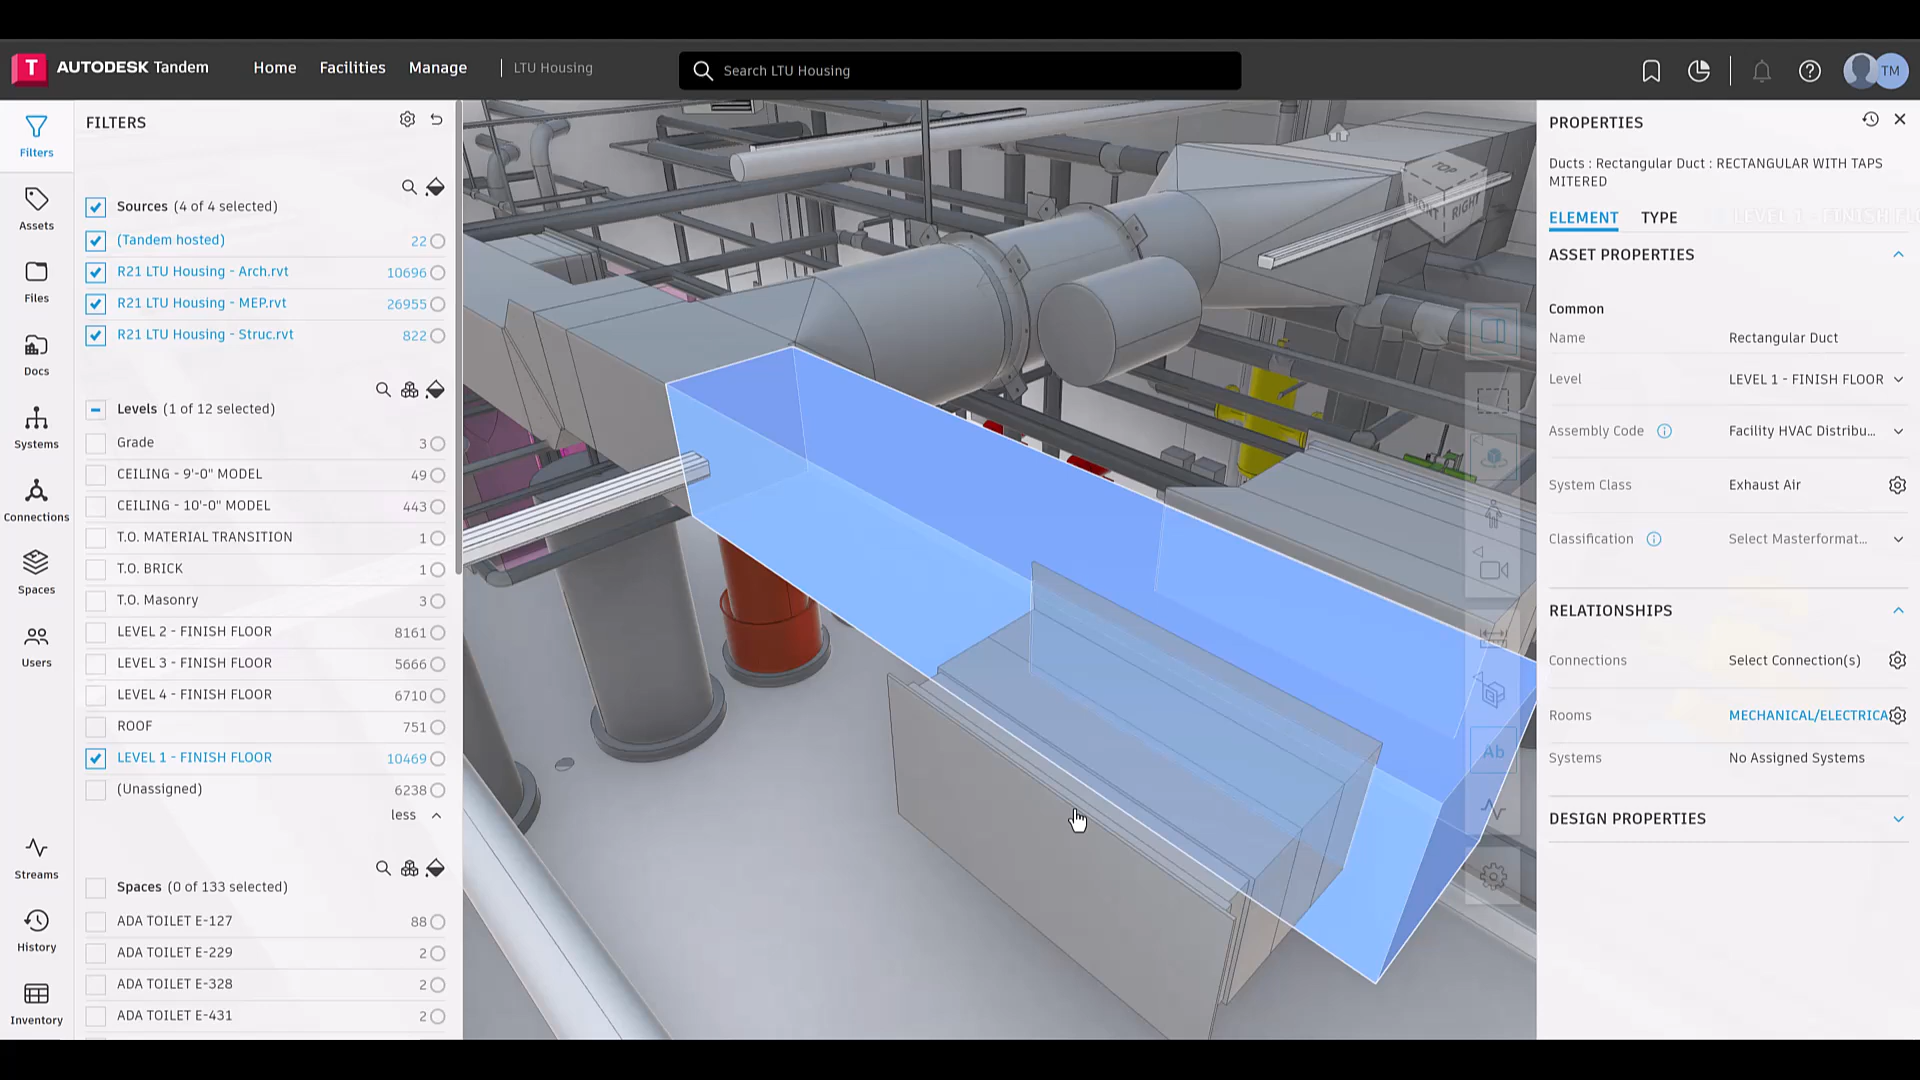 T AUTODESK Tandem
Home
Facilities
Manage
LTU Housing
Search LTU Housing
TM
Filters
Assets
Files
Docs
Systems
Connections
Spaces
Users
Streams
History
Inventory
FILTERS
Sources (4 of 4 selected)
(Tandem hosted) 22
R21 LTU Housing - Arch.rvt 10696
R21 LTU Housing - MEP.rvt 26955
R21 LTU Housing - Struc.rvt 822
Levels (1 of 12 selected)
Grade 3
CEILING - 9'-0" MODEL 49
CEILING - 10'-0" MODEL 443
T.O. MATERIAL TRANSITION 1
T.O. BRICK 1
T.O. Masonry 3
LEVEL 2 - FINISH FLOOR 8161
LEVEL 3 - FINISH FLOOR 5666
LEVEL 4 - FINISH FLOOR 6710
ROOF 751
LEVEL 1 - FINISH FLOOR 10469
(Unassigned) 6238
less
Spaces (0 of 133 selected)
ADA TOILET E-127 88
ADA TOILET E-229 2
ADA TOILET E-328 2
ADA TOILET E-431 2
TOP
FRONT
RIGHT
Ab
PROPERTIES
Ducts : Rectangular Duct : RECTANGULAR WITH TAPS
MITERED
ELEMENT
TYPE
LEVEL 1 - FINISH FLO
ASSET PROPERTIES
Common
Name Rectangular Duct
Level LEVEL 1 - FINISH FLOOR
Assembly Code Facility HVAC Distribu...
System Class Exhaust Air
Classification Select Masterformat...
RELATIONSHIPS
Connections Select Connection(s)
Rooms MECHANICAL/ELECTRICA
Systems No Assigned Systems
DESIGN PROPERTIES